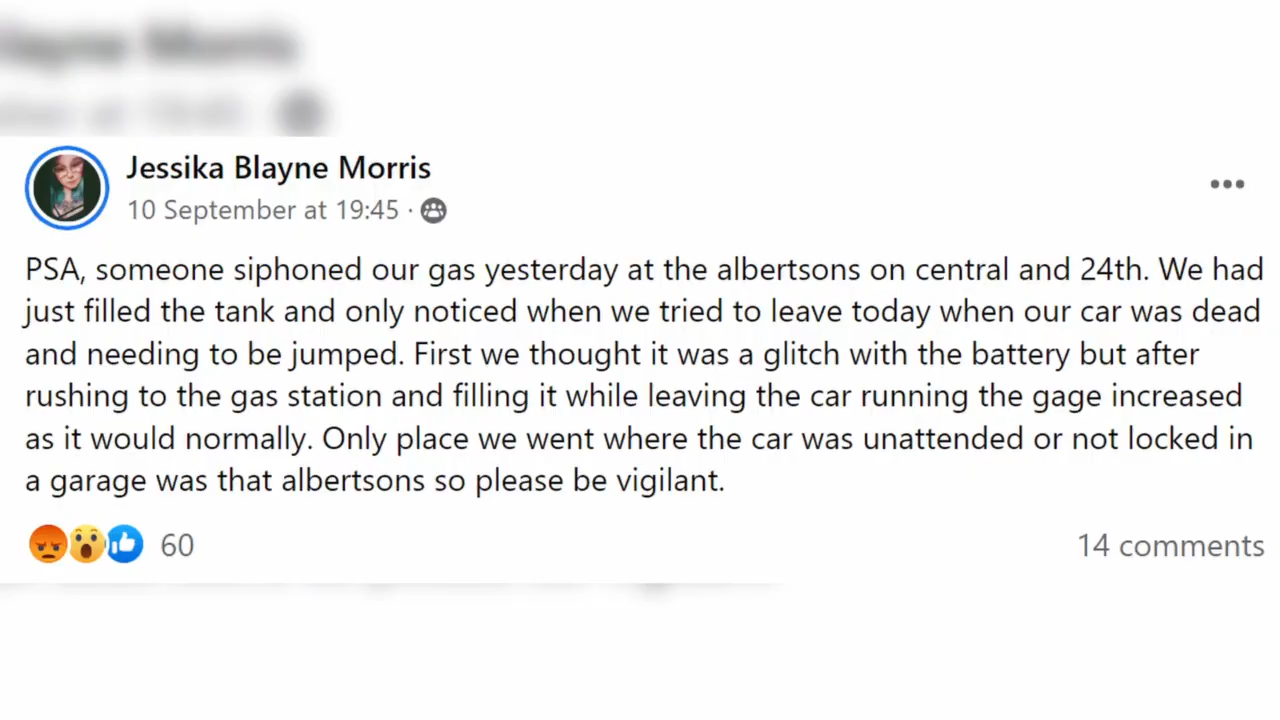 Jessika Blayne Morris
10 September at 19:45 ·
PSA, someone siphoned our gas yesterday at the albertsons on central and 24th. We had
just filled the tank and only noticed when we tried to leave today when our car was dead
and needing to be jumped. First we thought it was a glitch with the battery but after
rushing to the gas station and filling it while leaving the car running the gage increased
as it would normally. Only place we went where the car was unattended or not locked in
a garage was that albertsons so please be vigilant.
60
14 comments